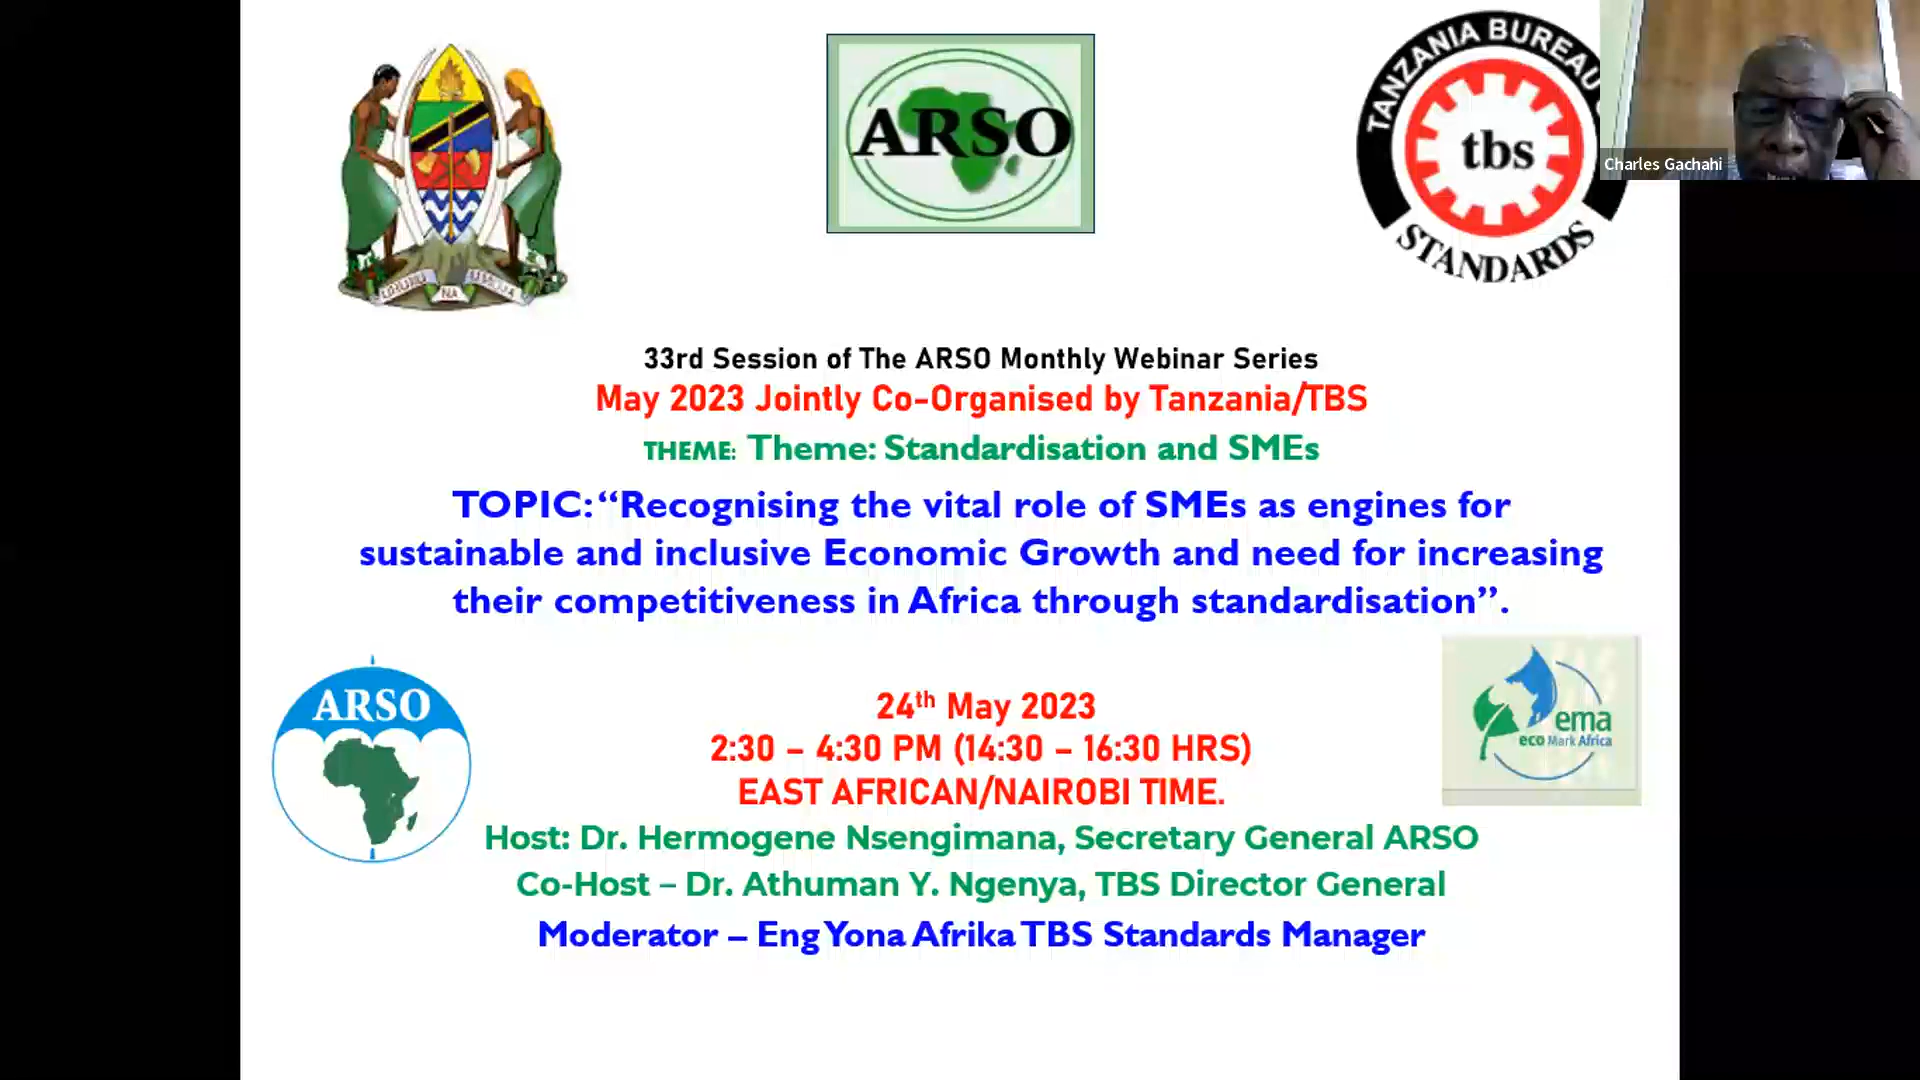 UHURU NA UMOJA
ARSO
TANZANIA BUREAU
tbs
STANDARDS
Charles Gachahi
33rd Session of The ARSO Monthly Webinar Series
May 2023 Jointly Co-Organised by Tanzania/TBS
THEME: Theme: Standardisation and SMEs
TOPIC: “Recognising the vital role of SMEs as engines for
sustainable and inclusive Economic Growth and need for increasing
their competitiveness in Africa through standardisation”.
ARSO
ema
eco Mark Africa
24th May 2023
2:30 – 4:30 PM (14:30 – 16:30 HRS)
EAST AFRICAN/NAIROBI TIME.
Host: Dr. Hermogene Nsengimana, Secretary General ARSO
Co-Host – Dr. Athuman Y. Ngenya, TBS Director General
Moderator – Eng Yona Afrika TBS Standards Manager